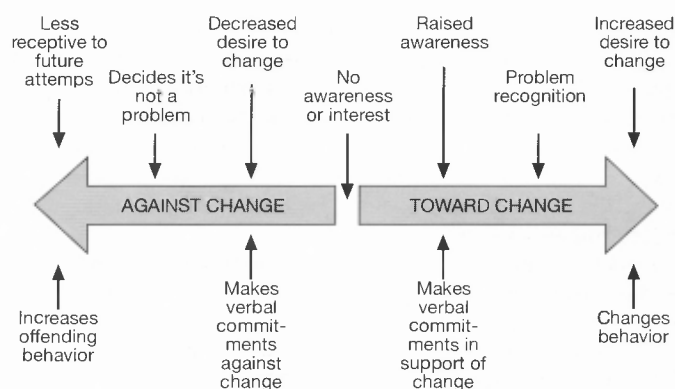 Less
receptive to
future
attemps
Decides it's
not a
problem
Decreased
desire to
change
No
awareness
or interest
Raised
awareness
Problem
recognition
Increased
desire to
change
AGAINST CHANGE
TOWARD CHANGE
Increases
offending
behavior
Makes
verbal
commit-
ments
against
change
Makes
verbal
commit-
ments in
support of
change
Changes
behavior